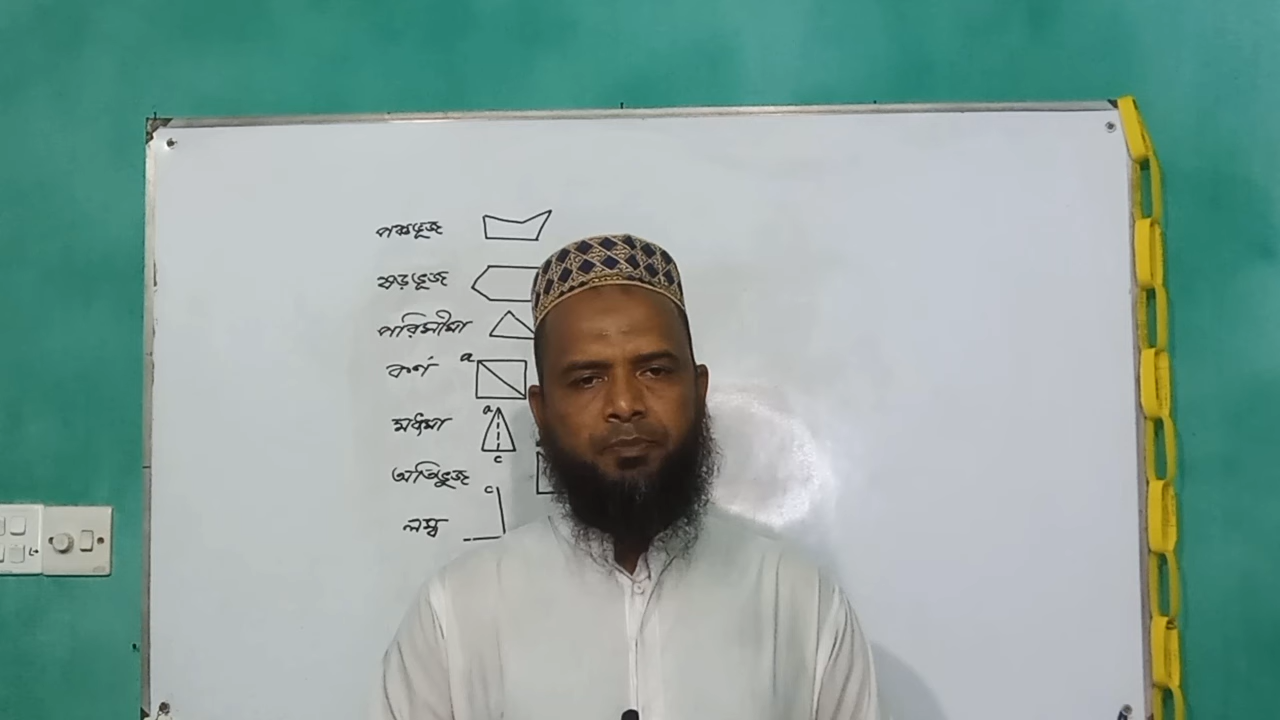 পঞ্চভূজ
ষড়ভূজ
পরিসীমা
a
কর্ণ
a
মধ্যমা
c
অতিভুজ
c
লম্ব